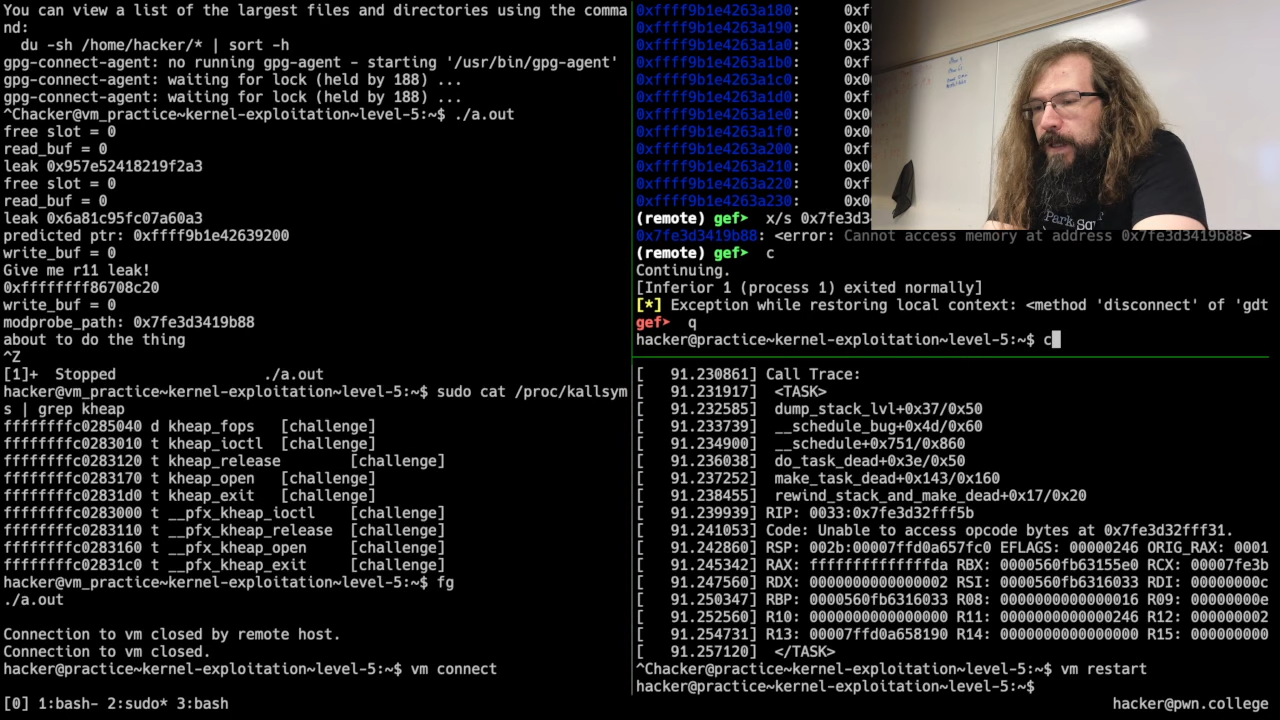 You can view a list of the largest files and directories using the comma
nd:
  du -sh /home/hacker/* | sort -h
gpg-connect-agent: no running gpg-agent - starting '/usr/bin/gpg-agent'
gpg-connect-agent: waiting for lock (held by 188) ...
gpg-connect-agent: waiting for lock (held by 188) ...
^Chacker@vm_practice~kernel-exploitation~level-5:~$ ./a.out
free slot = 0
read_buf = 0
leak 0x957e52418219f2a3
free slot = 0
read_buf = 0
leak 0x6a81c95fc07a60a3
predicted ptr: 0xffff9b1e42639200
write_buf = 0
Give me r11 leak!
0xffffffff86708c20
write_buf = 0
modprobe_path: 0x7fe3d3419b88
about to do the thing
^Z
[1]+  Stopped                 ./a.out
hacker@vm_practice~kernel-exploitation~level-5:~$ sudo cat /proc/kallsym
s | grep kheap
ffffffffc0285040 d kheap_fops   [challenge]
ffffffffc0283010 t kheap_ioctl  [challenge]
ffffffffc0283120 t kheap_release        [challenge]
ffffffffc0283170 t kheap_open   [challenge]
ffffffffc02831d0 t kheap_exit   [challenge]
ffffffffc0283000 t __pfx_kheap_ioctl    [challenge]
ffffffffc0283110 t __pfx_kheap_release  [challenge]
ffffffffc0283160 t __pfx_kheap_open     [challenge]
ffffffffc02831c0 t __pfx_kheap_exit     [challenge]
hacker@vm_practice~kernel-exploitation~level-5:~$ fg
./a.out
Connection to vm closed by remote host.
Connection to vm closed.
hacker@practice~kernel-exploitation~level-5:~$ vm connect
0xffff9b1e4263a180:     0xf
0xffff9b1e4263a190:     0x0
0xffff9b1e4263a1a0:     0x3
0xffff9b1e4263a1b0:     0xf
0xffff9b1e4263a1c0:     0x0
0xffff9b1e4263a1d0:     0xf
0xffff9b1e4263a1e0:     0x0
0xffff9b1e4263a1f0:     0x0
0xffff9b1e4263a200:     0xf
0xffff9b1e4263a210:     0x0
0xffff9b1e4263a220:     0xf
0xffff9b1e4263a230:     0x0
(remote) gef➤  x/s 0x7fe3d3
0x7fe3d3419b88: <error: Cannot access memory at address 0x7fe3d3419b88>
(remote) gef➤  c
Continuing.
[Inferior 1 (process 1) exited normally]
[*] Exception while restoring local context: <method 'disconnect' of 'gdt
gef➤  q
hacker@practice~kernel-exploitation~level-5:~$ c
[   91.230861] Call Trace:
[   91.231917]  <TASK>
[   91.232585]  dump_stack_lvl+0x37/0x50
[   91.233739]  __schedule_bug+0x4d/0x60
[   91.234900]  __schedule+0x751/0x860
[   91.236038]  do_task_dead+0x3e/0x50
[   91.237252]  make_task_dead+0x143/0x160
[   91.238455]  rewind_stack_and_make_dead+0x17/0x20
[   91.239939] RIP: 0033:0x7fe3d32fff5b
[   91.241053] Code: Unable to access opcode bytes at 0x7fe3d32fff31.
[   91.242860] RSP: 002b:00007ffd0a657fc0 EFLAGS: 00000246 ORIG_RAX: 0001
[   91.245342] RAX: ffffffffffffffda RBX: 0000560fb63155e0 RCX: 00007fe3b
[   91.247560] RDX: 0000000000000002 RSI: 0000560fb6316033 RDI: 0000000c
[   91.250347] RBP: 0000560fb6316033 R08: 0000000000000016 R09: 00000000e
[   91.252560] R10: 0000000000000000 R11: 0000000000000246 R12: 000000002
[   91.254731] R13: 00007ffd0a658190 R14: 0000000000000000 R15: 000000000
[   91.257120]  </TASK>
^Chacker@practice~kernel-exploitation~level-5:~$ vm restart
hacker@practice~kernel-exploitation~level-5:~$
Park Sq
[0] 1:bash- 2:sudo* 3:bash
hacker@pwn.college